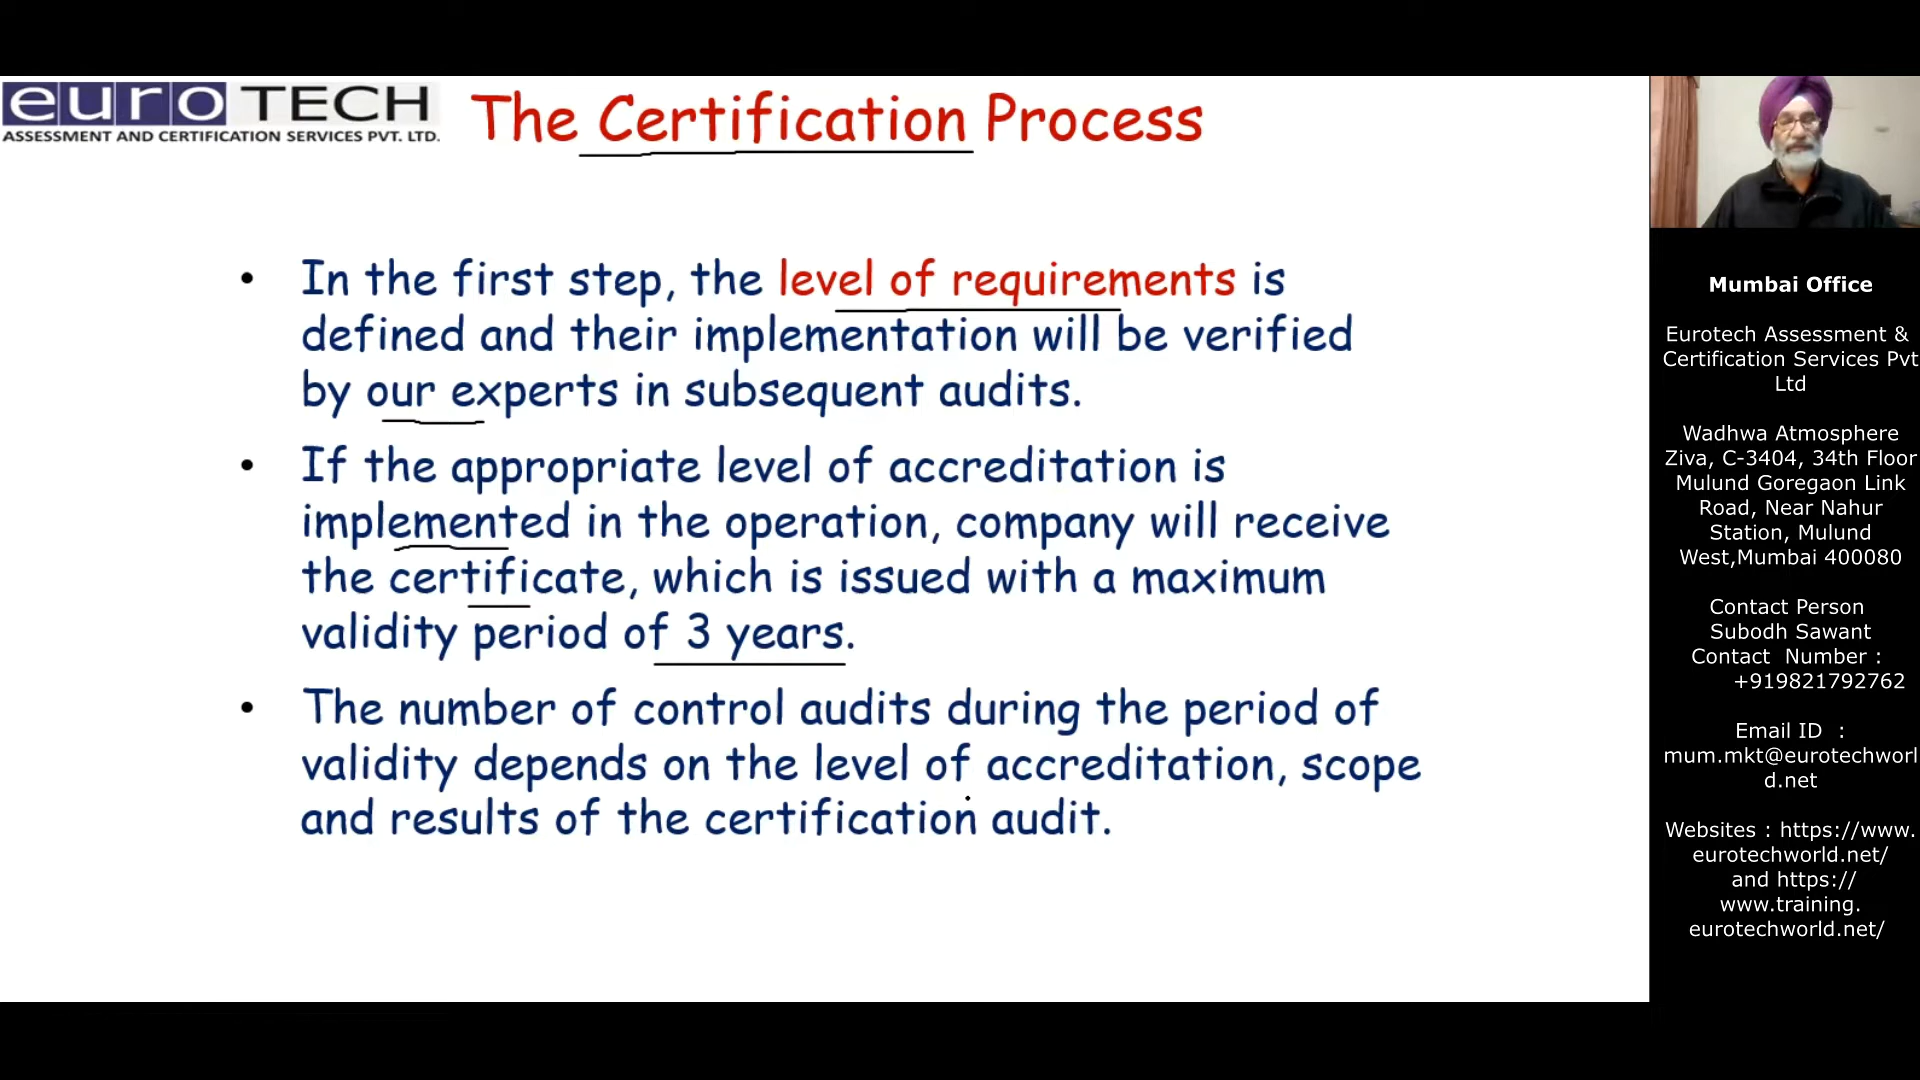 euro TECH
ASSESSMENT AND CERTIFICATION SERVICES PVT. LTD.
The Certification Process
• In the first step, the level of requirements is
defined and their implementation will be verified
by our experts in subsequent audits.
• If the appropriate level of accreditation is
implemented in the operation, company will receive
the certificate, which is issued with a maximum
validity period of 3 years.
• The number of control audits during the period of
validity depends on the level of accreditation, scope
and results of the certification audit.
Mumbai Office
Eurotech Assessment &
Certification Services Pvt
Ltd
Wadhwa Atmosphere
Ziva, C-3404, 34th Floor
Mulund Goregaon Link
Road, Near Nahur
Station, Mulund
West,Mumbai 400080
Contact Person
Subodh Sawant
Contact Number :
+919821792762
Email ID :
mum.mkt@eurotechworl
d.net
Websites : https://www.
eurotechworld.net/
and https://
www.training.
eurotechworld.net/